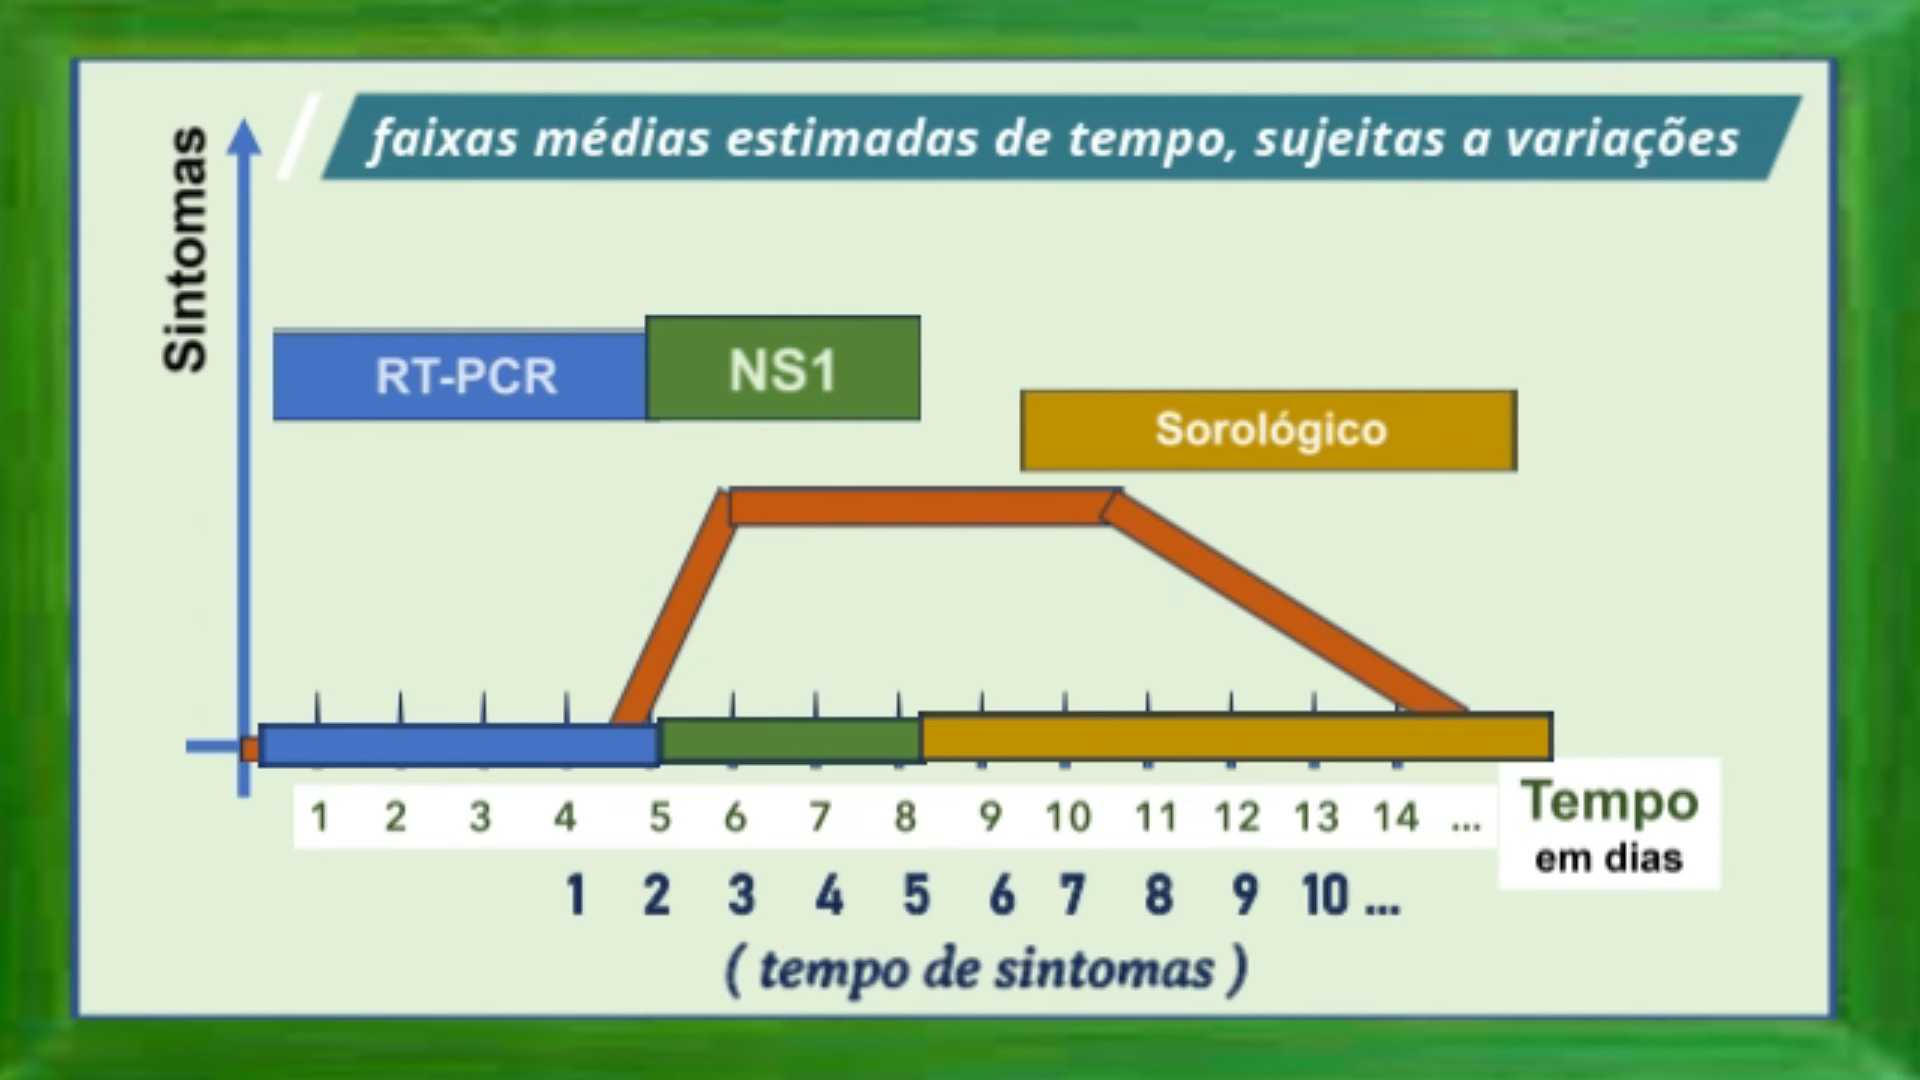 faixas médias estimadas de tempo, sujeitas a variações
Sintomas
RT-PCR
NS1
Sorológico
1 2 3 4 5 6 7 8 9 10 11 12 13 14 ...
Tempo
em dias
1 2 3 4 5 6 7 8 9 10 ...
( tempo de sintomas )